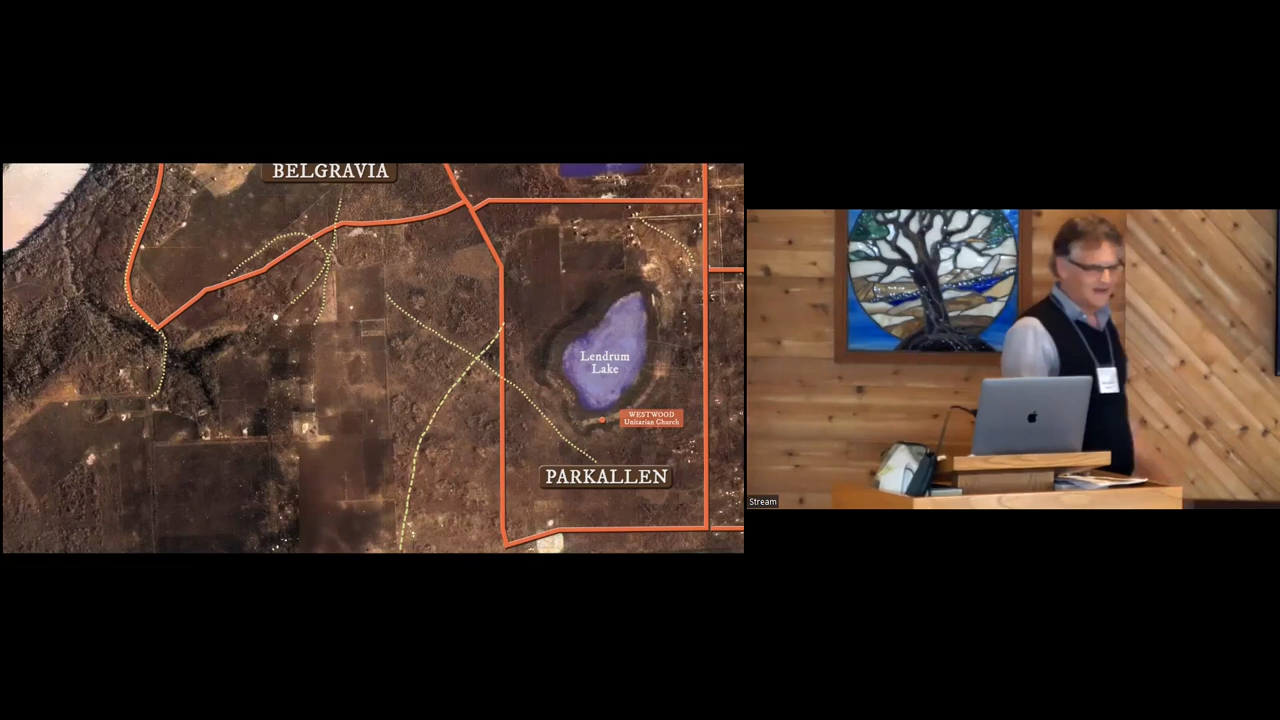 BELGRAVIA
Lendrum
Lake
WESTWOOD
Unitarian Church
PARKALLEN
Stream